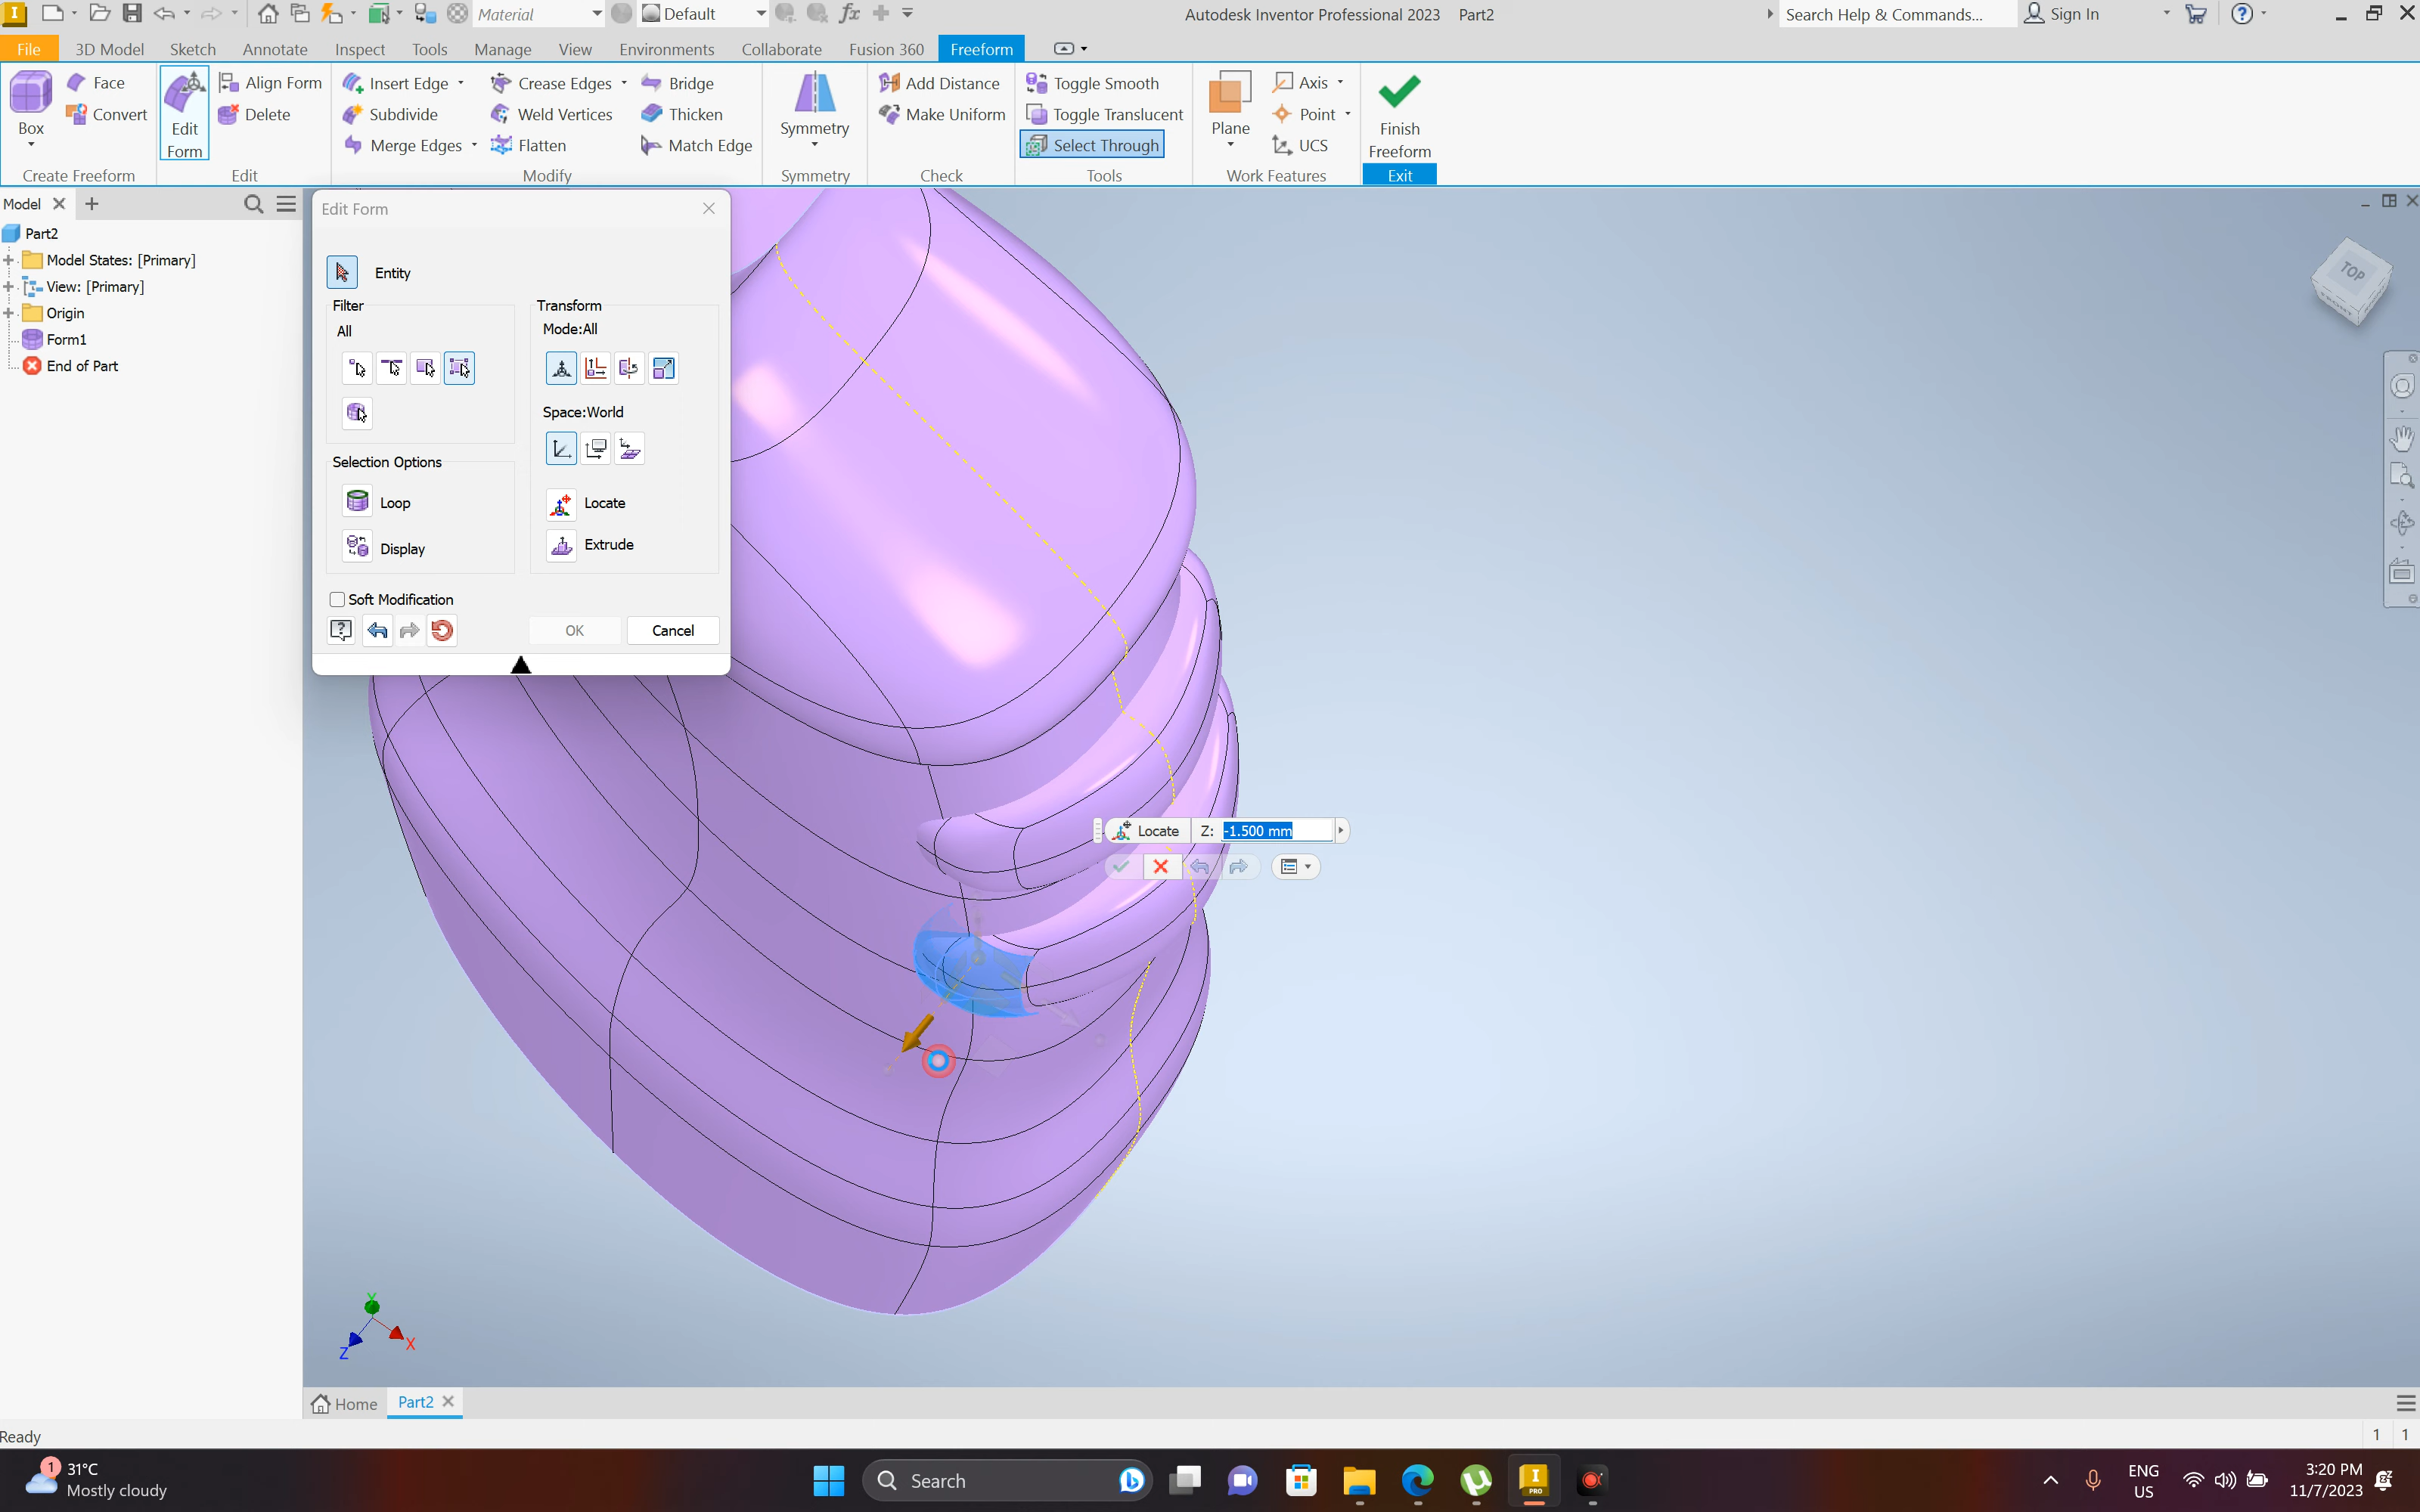 Material
Default
Autodesk Inventor Professional 2023 Part2
Search Help & Commands...
Sign In
File 3D Model Sketch Annotate Inspect Tools Manage View Environments Collaborate Fusion 360 Freeform
Box
Face
Convert
Create Freeform
Edit Form
Align Form
Delete
Edit
Insert Edge
Subdivide
Merge Edges
Crease Edges
Weld Vertices
Flatten
Bridge
Thicken
Match Edge
Modify
Symmetry
Symmetry
Add Distance
Make Uniform
Check
Toggle Smooth
Toggle Translucent
Select Through
Tools
Plane
Axis
Point
UCS
Work Features
Finish Freeform
Exit
Model
Part2
Model States: [Primary]
View: [Primary]
Origin
Form1
End of Part
Edit Form
Entity
Filter
All
Transform
Mode:All
Space:World
Selection Options
Loop
Display
Locate
Extrude
Soft Modification
OK
Cancel
TOP
Locate Z: -1.500 mm
Y
Z
X
Home Part2
Ready
1 1
1
31°C
Mostly cloudy
Search
PRO
ENG
US
3:20 PM
11/7/2023